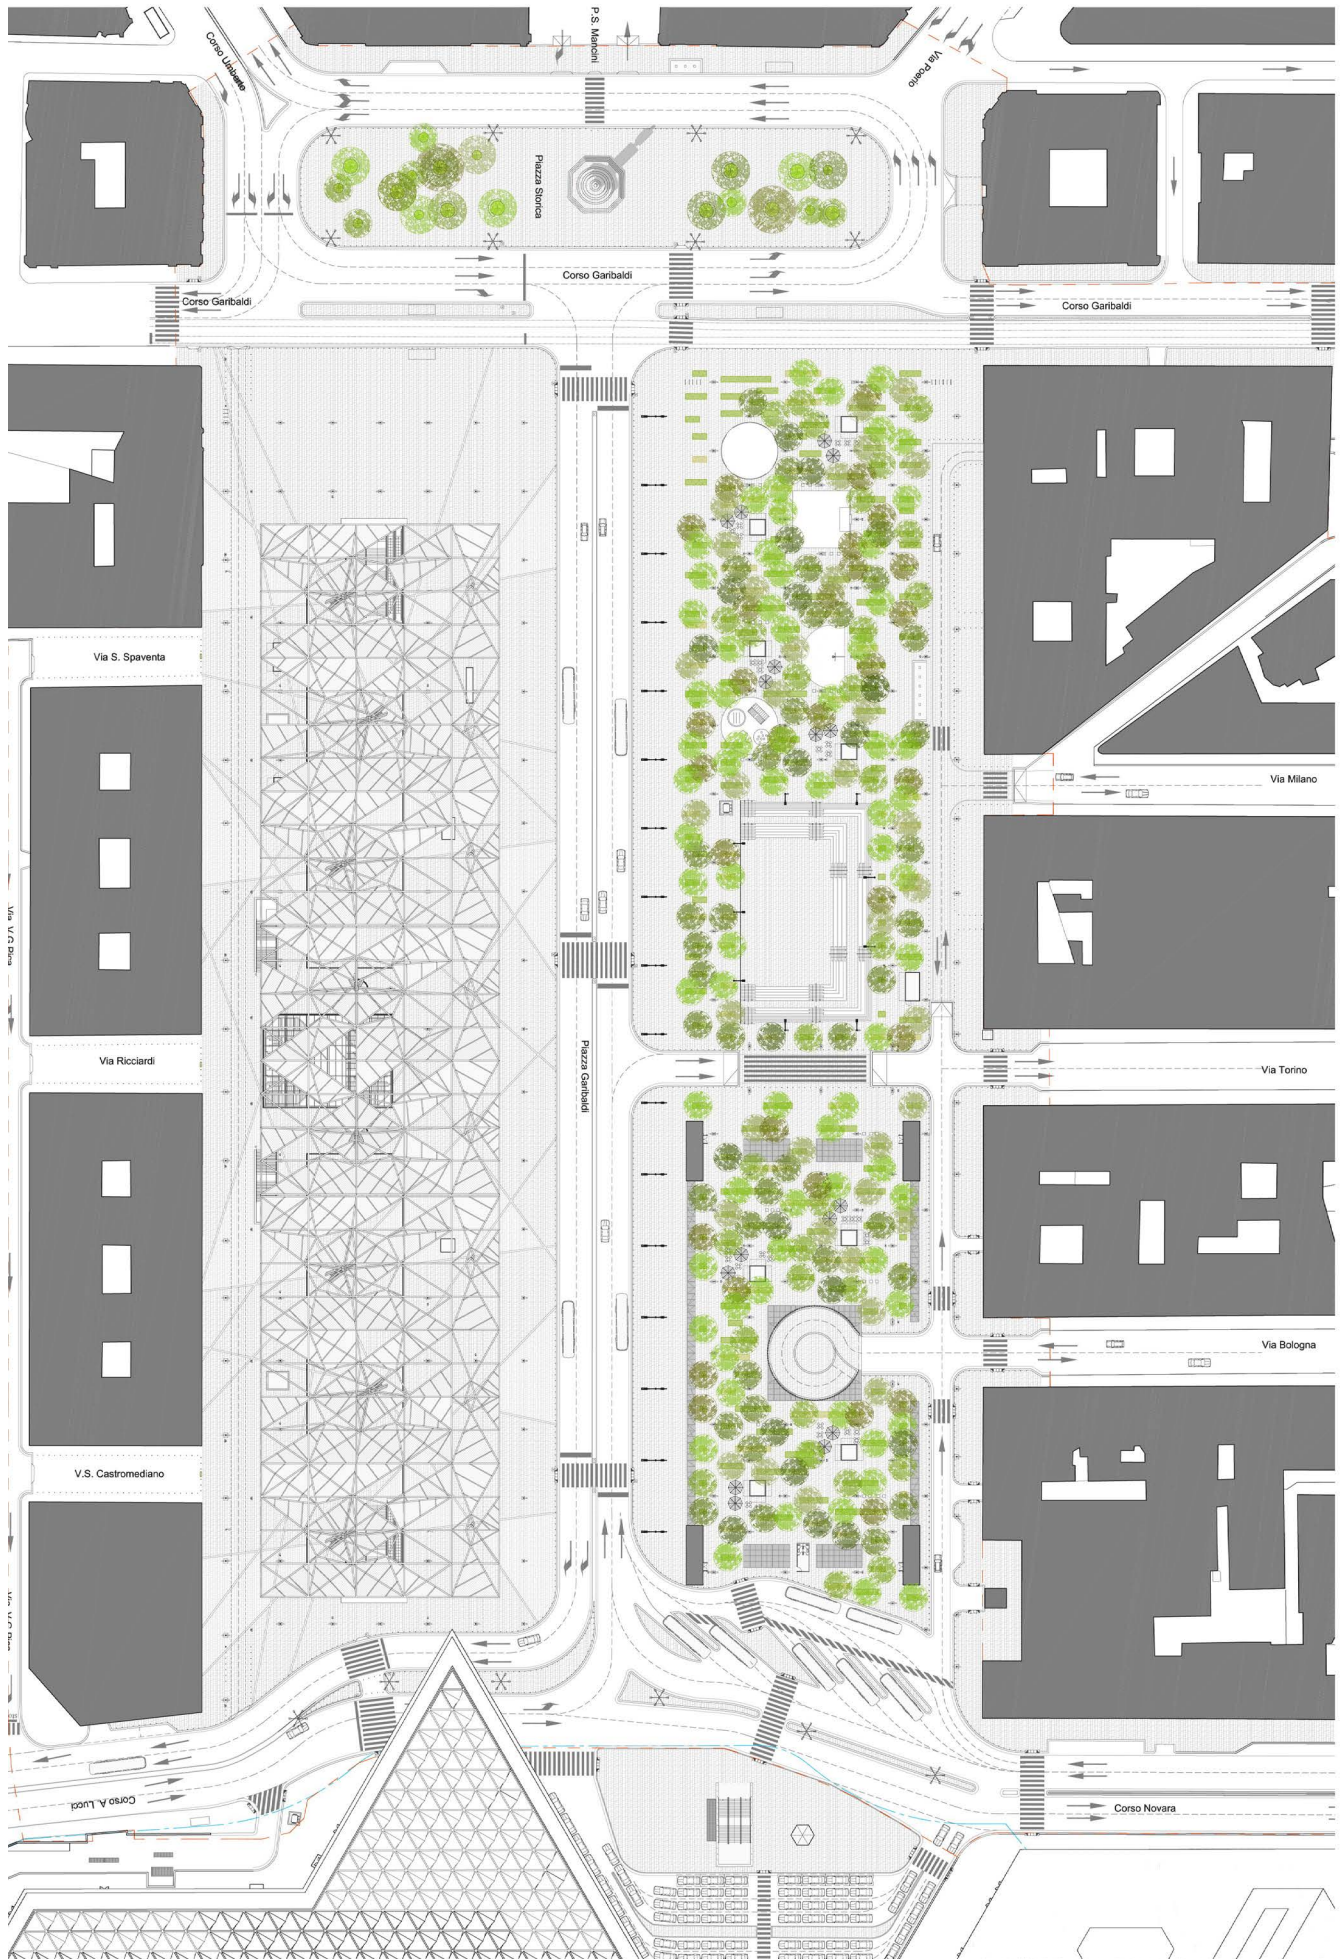 P.S. Mancini
Corso Umberto
Via Poerio
Piazza Storica
Corso Garibaldi
Corso Garibaldi
Corso Garibaldi
Via S. Spaventa
Via Milano
Via Ricciardi
Piazza Garibaldi
Via Torino
Via Bologna
V.S. Castromediano
Corso A. Lucci
Corso Novara